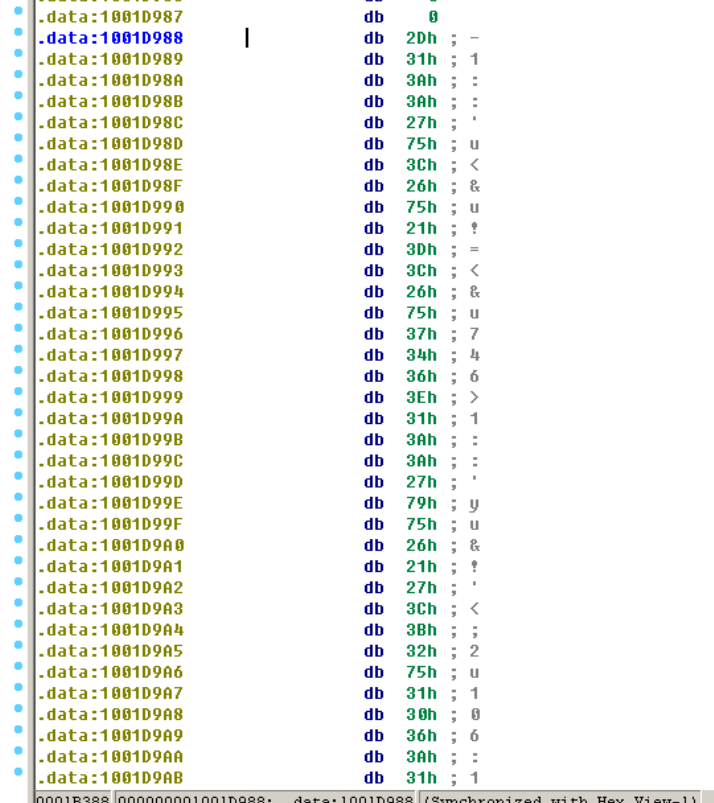 .data:1001D987 db 0
.data:1001D988 db 2Dh ; -
.data:1001D989 db 31h ; 1
.data:1001D98A db 3Ah ; :
.data:1001D98B db 3Ah ; :
.data:1001D98C db 27h ; '
.data:1001D98D db 75h ; u
.data:1001D98E db 3Ch ; <
.data:1001D98F db 26h ; &
.data:1001D990 db 75h ; u
.data:1001D991 db 21h ; !
.data:1001D992 db 3Dh ; =
.data:1001D993 db 3Ch ; <
.data:1001D994 db 26h ; &
.data:1001D995 db 75h ; u
.data:1001D996 db 37h ; 7
.data:1001D997 db 34h ; 4
.data:1001D998 db 36h ; 6
.data:1001D999 db 3Eh ; >
.data:1001D99A db 31h ; 1
.data:1001D99B db 3Ah ; :
.data:1001D99C db 3Ah ; :
.data:1001D99D db 27h ; '
.data:1001D99E db 79h ; y
.data:1001D99F db 75h ; u
.data:1001D9A0 db 26h ; &
.data:1001D9A1 db 21h ; !
.data:1001D9A2 db 27h ; '
.data:1001D9A3 db 3Ch ; <
.data:1001D9A4 db 3Bh ; ;
.data:1001D9A5 db 32h ; 2
.data:1001D9A6 db 75h ; u
.data:1001D9A7 db 31h ; 1
.data:1001D9A8 db 30h ; 0
.data:1001D9A9 db 36h ; 6
.data:1001D9AA db 3Ah ; :
.data:1001D9AB db 31h ; 1
0001B388 000000001001D988: .data:1001D988 (Synchronized with Hex View-1)